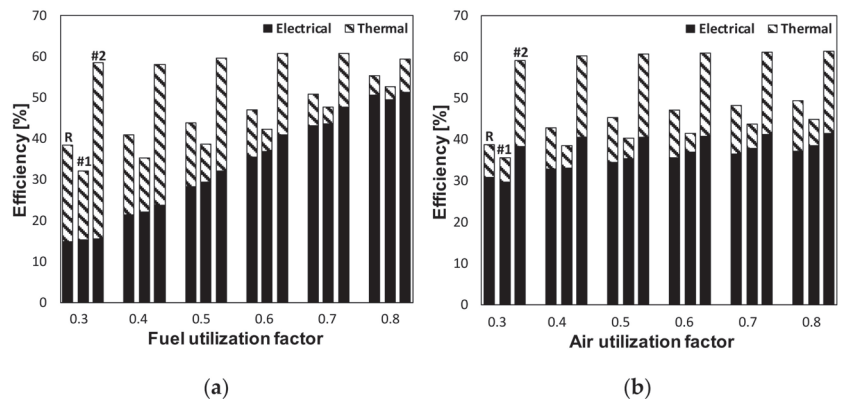 70
60
50
40
30
20
10
0
Efficiency [%]
Electrical Thermal
R
#1
#2
0.3 0.4 0.5 0.6 0.7 0.8
Fuel utilization factor
(a)
70
60
50
40
30
20
10
0
Efficiency [%]
Electrical Thermal
R
#1
#2
0.3 0.4 0.5 0.6 0.7 0.8
Air utilization factor
(b)